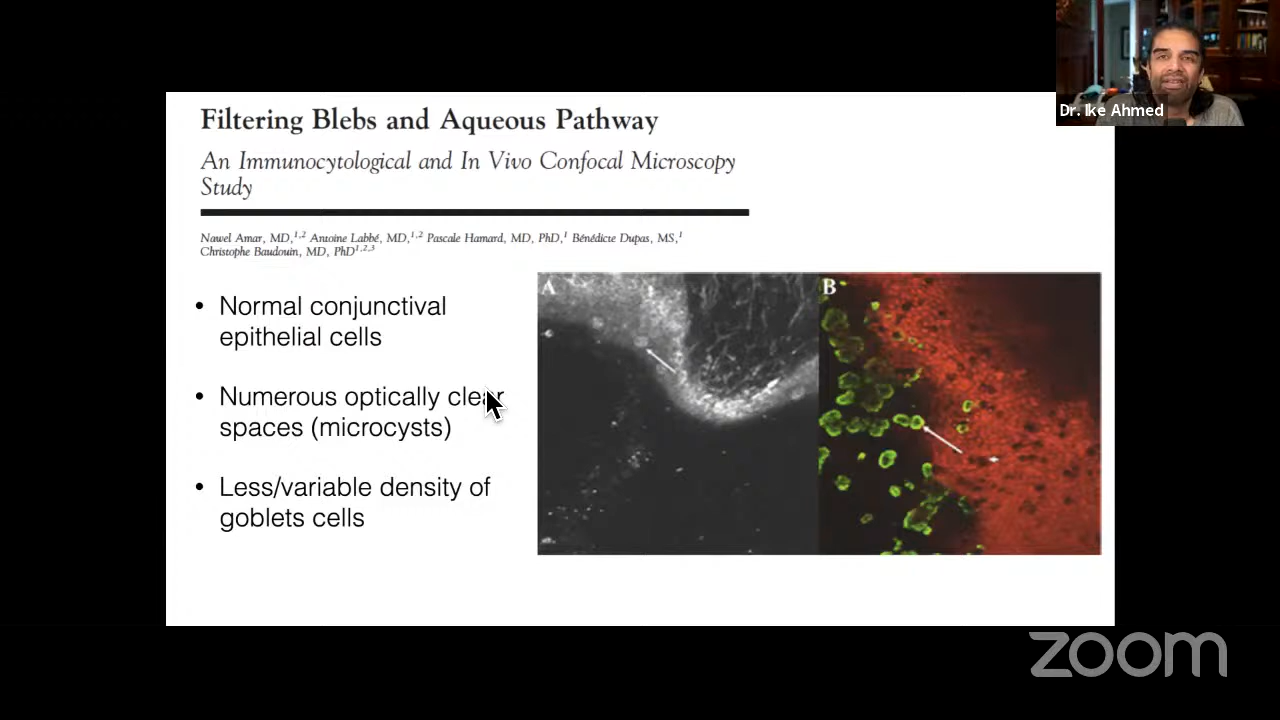 Dr. Ike Ahmed
Filtering Blebs and Aqueous Pathway
An Immunocytological and In Vivo Confocal Microscopy
Study
Nawel Amar, MD,1,2 Antoine Labbé, MD,1,2 Pascale Hamard, MD, PhD,1 Bénédicte Dupas, MS,1
Christophe Baudouin, MD, PhD1,2,3
• Normal conjunctival
epithelial cells
• Numerous optically clear
spaces (microcysts)
• Less/variable density of
goblets cells
A
B
zoom